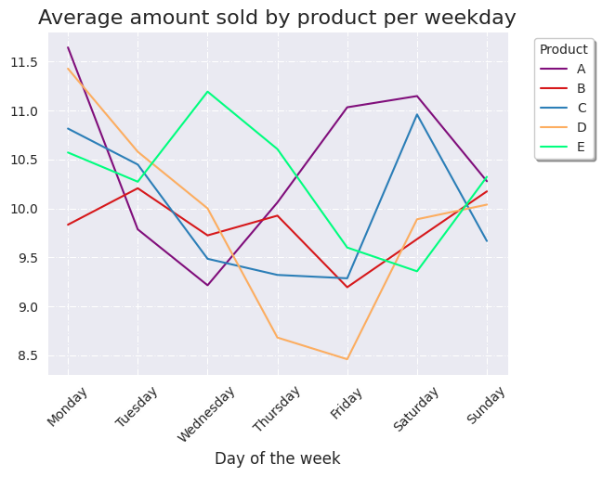 Average amount sold by product per weekday
Product
A
B
C
D
E
11.5
11.0
10.5
10.0
9.5
9.0
8.5
Monday
Tuesday
Wednesday
Thursday
Friday
Saturday
Sunday
Day of the week